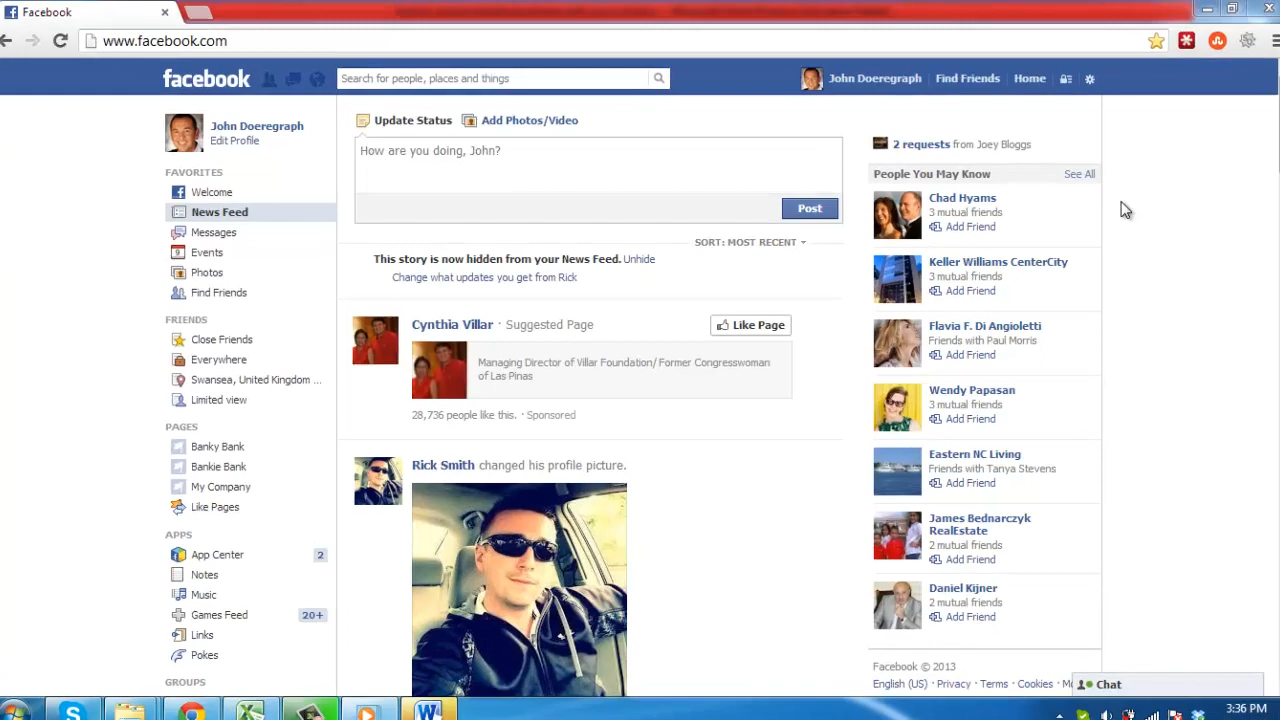 Facebook
www.facebook.com
facebook
Search for people, places and things
John Doeregraph
Find Friends
Home
John Doeregraph
Edit Profile
FAVORITES
Welcome
News Feed
Messages
9 Events
Photos
Find Friends
FRIENDS
Close Friends
Everywhere
Swansea, United Kingdom ...
Limited view
PAGES
Banky Bank
Bankie Bank
My Company
Like Pages
APPS
App Center 2
Notes
Music
Games Feed 20+
Links
Pokes
GROUPS
Update Status Add Photos/Video
How are you doing, John?
Post
SORT: MOST RECENT
This story is now hidden from your News Feed. Unhide
Change what updates you get from Rick
Cynthia Villar · Suggested Page
Like Page
Managing Director of Villar Foundation/ Former Congresswoman
of Las Pinas
28,736 people like this. · Sponsored
Rick Smith changed his profile picture.
2 requests from Joey Bloggs
People You May Know See All
Chad Hyams
3 mutual friends
Add Friend
Keller Williams CenterCity
3 mutual friends
Add Friend
Flavia F. Di Angioletti
Friends with Paul Morris
Add Friend
Wendy Papasan
3 mutual friends
Add Friend
Eastern NC Living
Friends with Tanya Stevens
Add Friend
James Bednarczyk
RealEstate
2 mutual friends
Add Friend
Daniel Kijner
2 mutual friends
Add Friend
Facebook © 2013
English (US) · Privacy · Terms · Cookies ·
Chat
3:36 PM